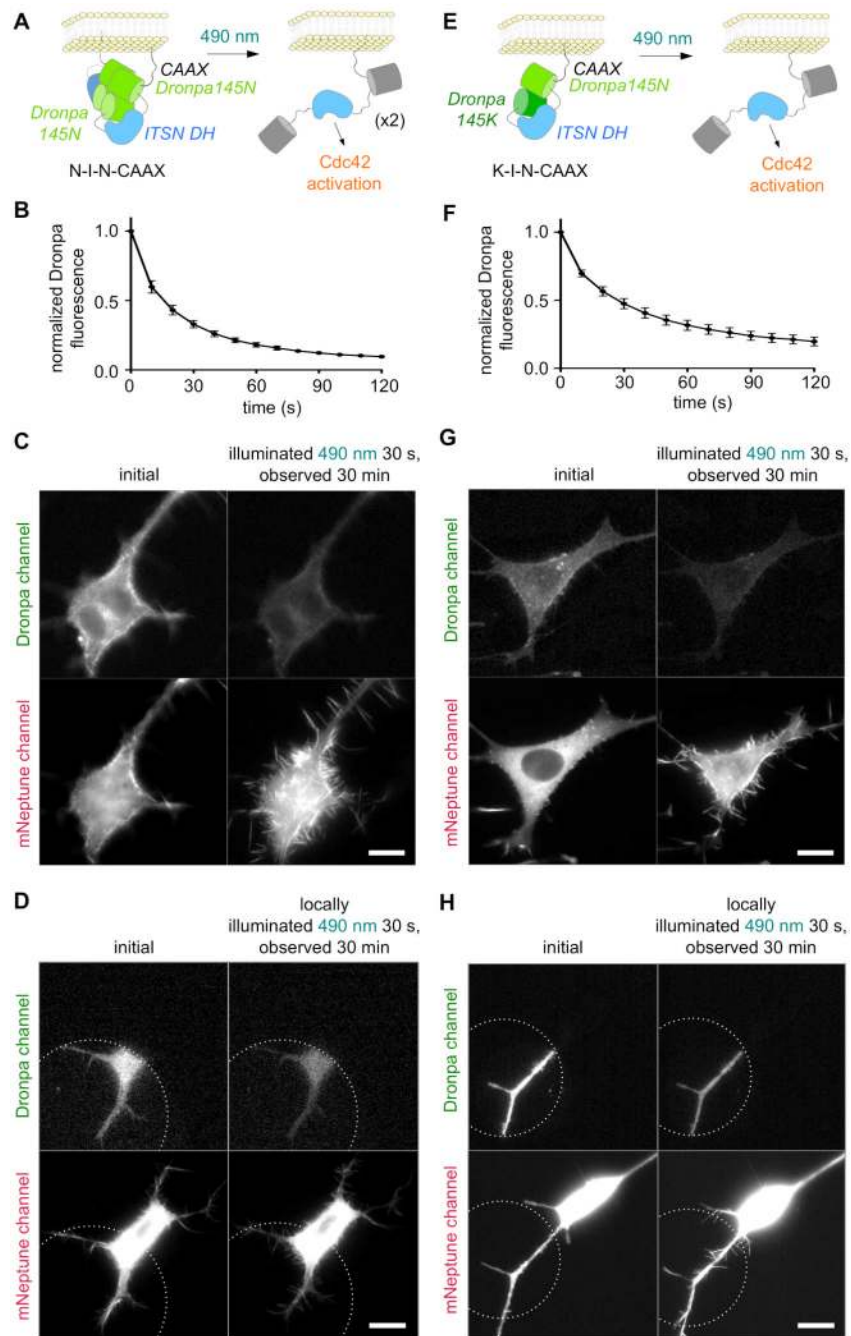 A
490 nm
CAAX
Dronpa145N
Dronpa
145N
ITSN DH
(x2)
Cdc42
activation
N-I-N-CAAX
B
normalized Dronpa
fluorescence
1.0
0.5
0.0
0 30 60 90 120
time (s)
C
initial
illuminated 490 nm 30 s,
observed 30 min
Dronpa channel
mNeptune channel
D
initial
locally
illuminated 490 nm 30 s,
observed 30 min
Dronpa channel
mNeptune channel
E
490 nm
CAAX
Dronpa145N
Dronpa
145K
ITSN DH
Cdc42
activation
K-I-N-CAAX
F
normalized Dronpa
fluorescence
1.0
0.5
0.0
0 30 60 90 120
time (s)
G
initial
illuminated 490 nm 30 s,
observed 30 min
Dronpa channel
mNeptune channel
H
initial
locally
illuminated 490 nm 30 s,
observed 30 min
Dronpa channel
mNeptune channel